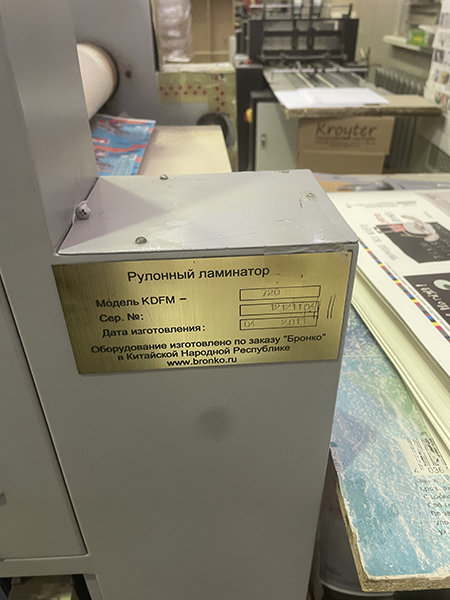 Kroyter
Рулонный ламинатор
Модель KDFM - 720
Сер. №:
Дата изготовления: 04 2011
Оборудование изготовлено по заказу "Бронко"
в Китайской Народной Республике
www.bronko.ru